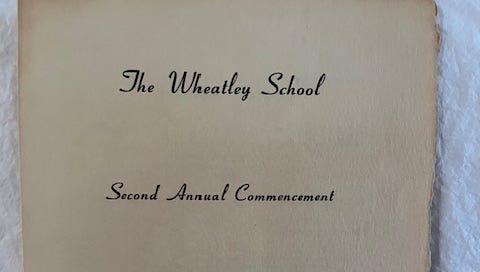 The Wheatley School
Second Annual Commencement